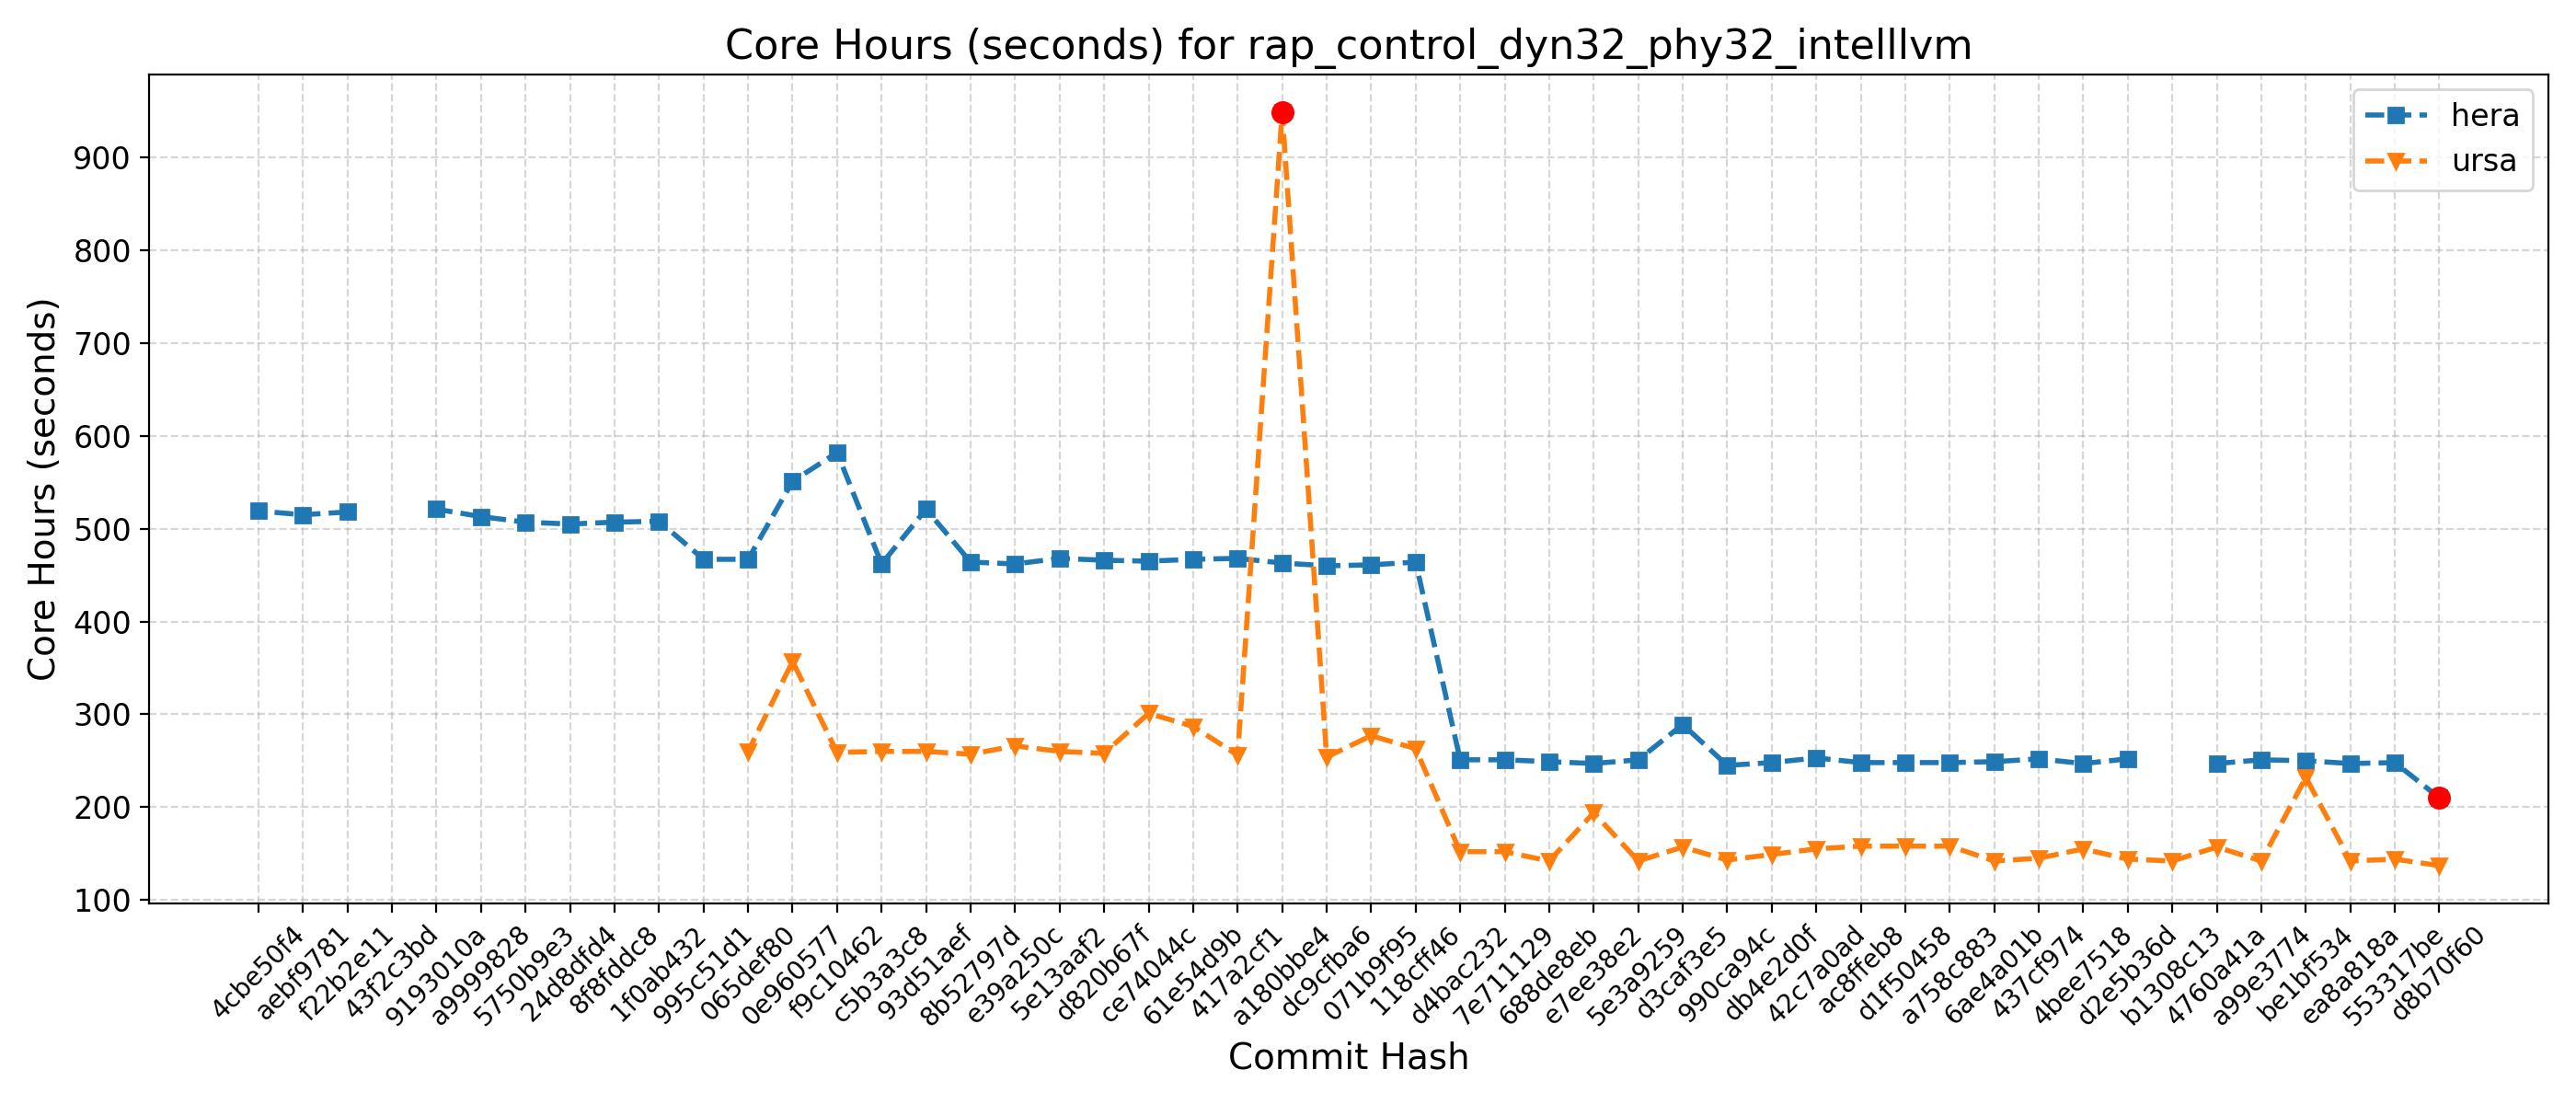 Core Hours (seconds) for rap_control_dyn32_phy32_intelllvm
hera
ursa
Core Hours (seconds)
900
800
700
600
500
400
300
200
100
4cbe50f4
aebf9781
f22b2e11
43f2c3bd
9193010a
a9999828
5750b9e3
24d8dfd4
8f8fddc8
1f0ab432
995c51d1
065def80
0e960577
f9c10462
c5b3a3c8
93d51aef
8b52797d
e39a250c
5e13aaf2
d820b67f
ce74044c
61e54d9b
417a2cf1
a180bbe4
dc9cfba6
071b9f95
118cff46
d4bac232
7e711129
688de8eb
e7ee38e2
5e3a9259
d3caf3e5
990ca94c
db4e2d0f
42c7a0ad
ac8ffeb8
d1f50458
a758c883
6ae4a01b
437cf974
4bee7518
d2e5b36d
b1308c13
4760a41a
a99e3774
be1bf534
ea8a818a
553317be
d8b70f60
Commit Hash